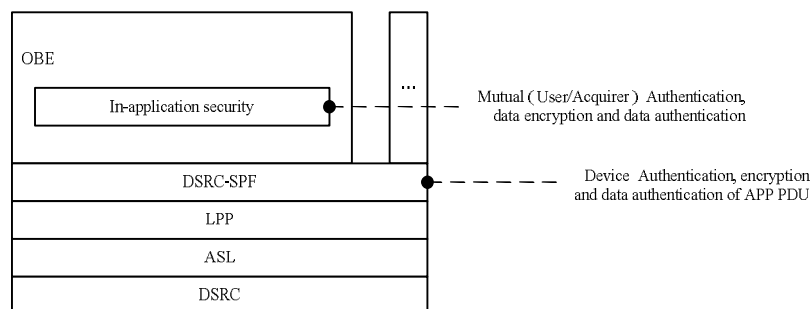 OBE
...
In-application security
Mutual (User/Acquirer) Authentication,
data encryption and data authentication
DSRC-SPF
Device Authentication, encryption
and data authentication of APP PDU
LPP
ASL
DSRC